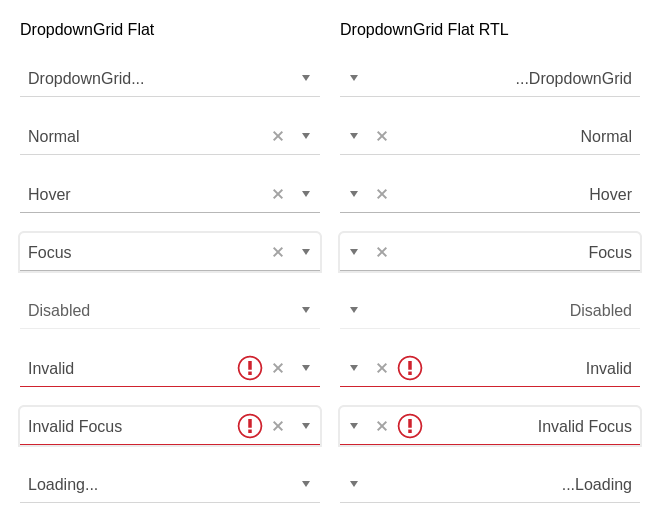 DropdownGrid Flat
DropdownGrid...
Normal
Hover
Focus
Disabled
Invalid
Invalid Focus
Loading...
DropdownGrid Flat RTL
...DropdownGrid
Normal
Hover
Focus
Disabled
Invalid
Invalid Focus
...Loading